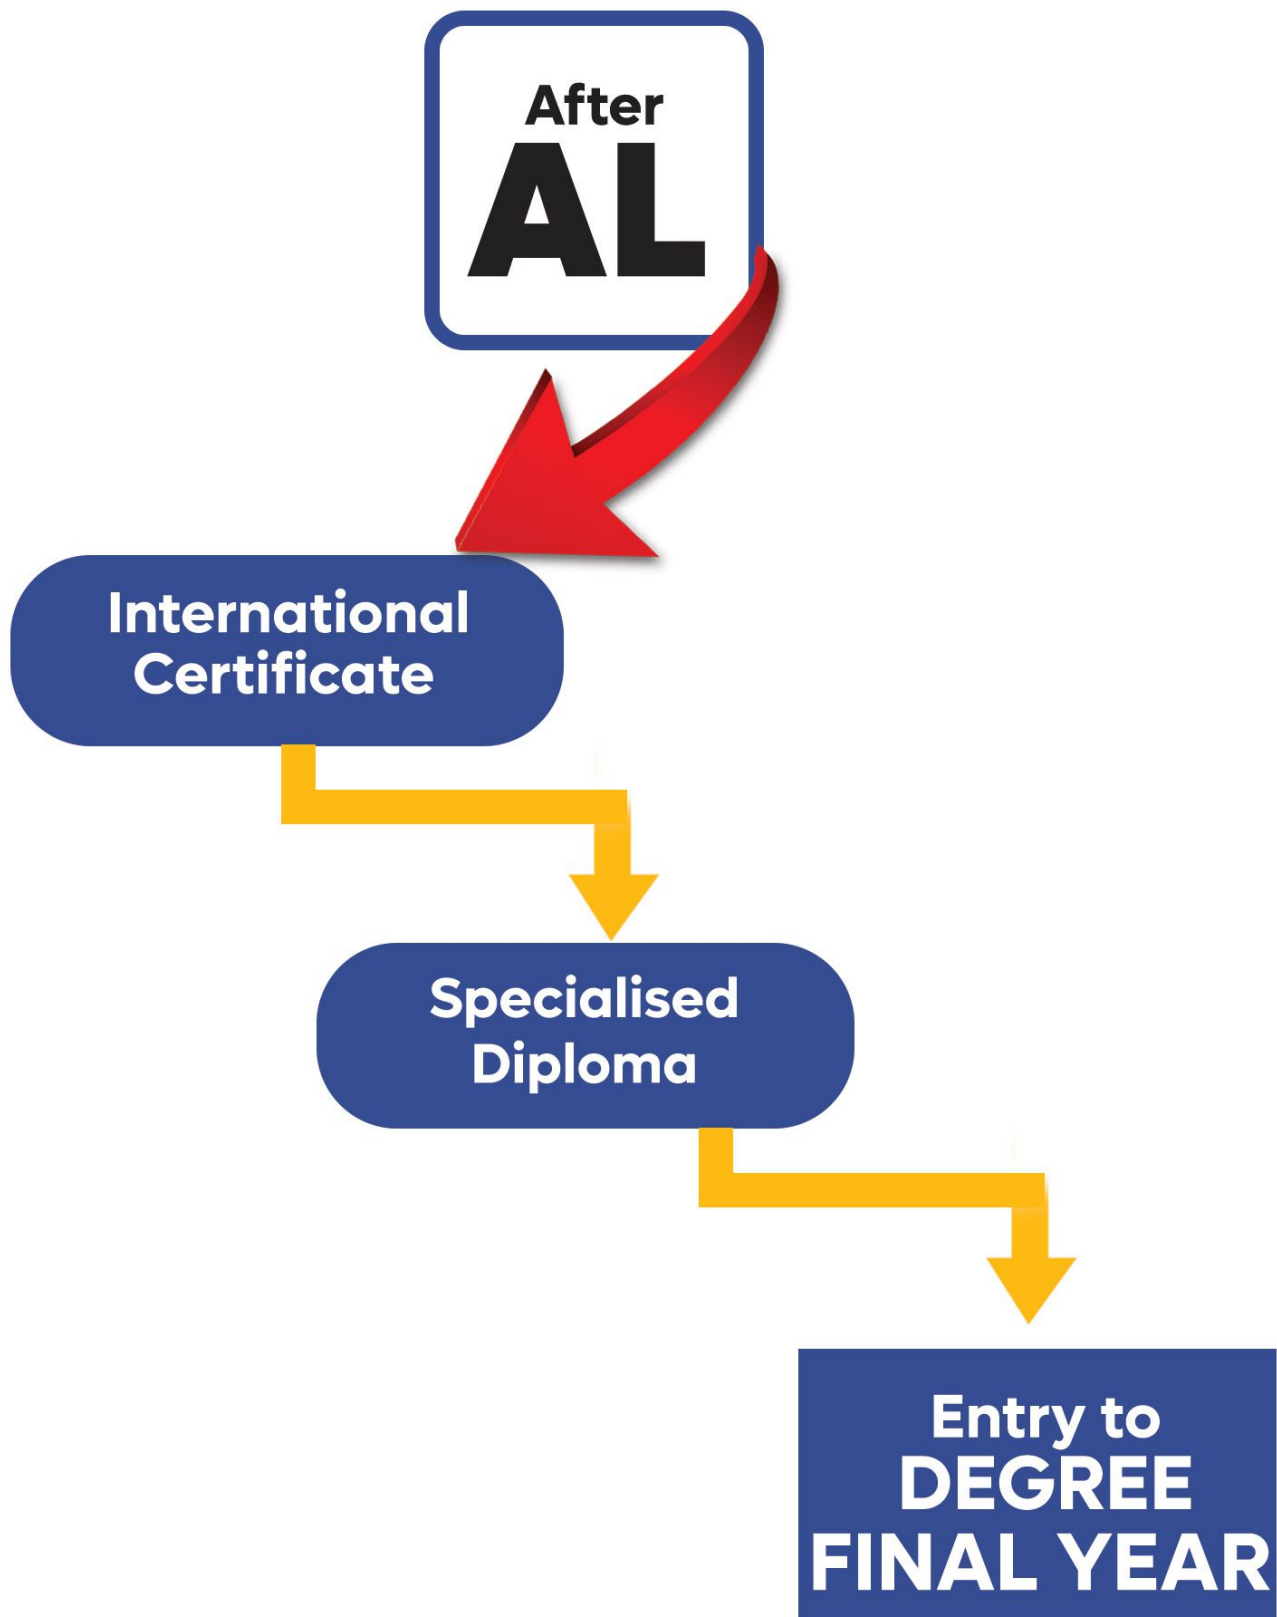 After
AL
International
Certificate
Specialised
Diploma
Entry to
DEGREE
FINAL YEAR